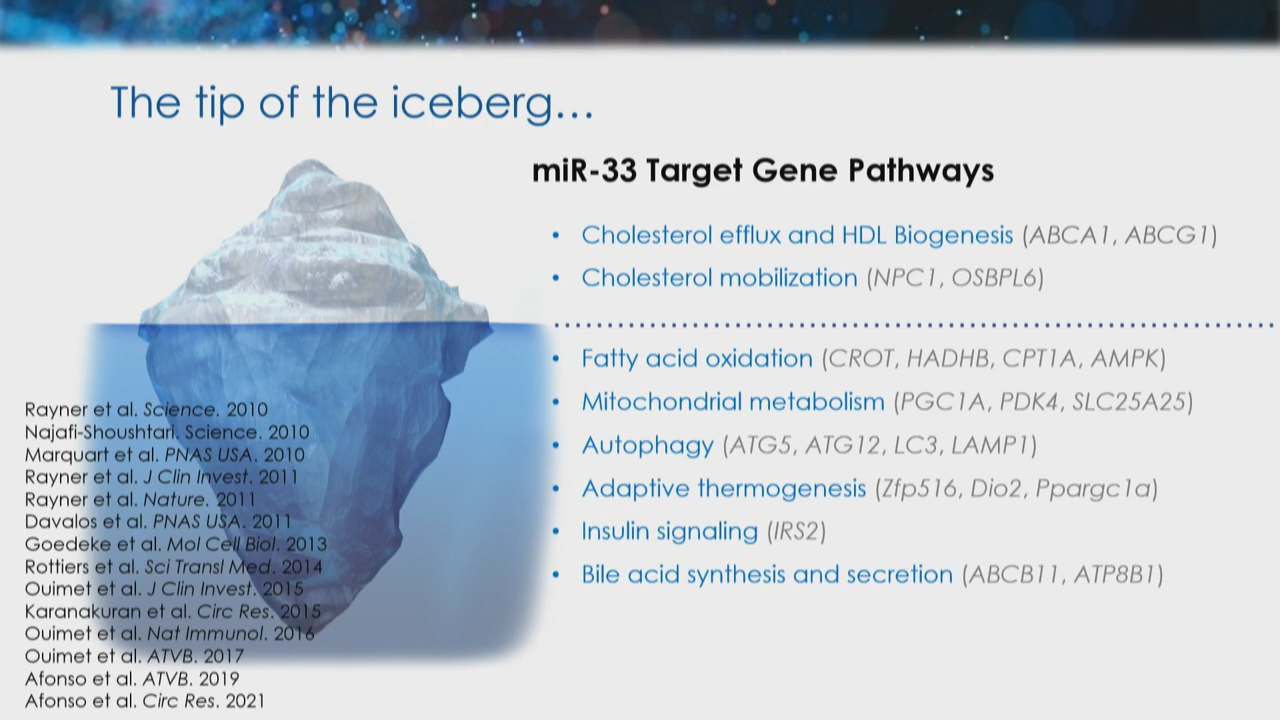 The tip of the iceberg...
miR-33 Target Gene Pathways
• Cholesterol efflux and HDL Biogenesis (ABCA1, ABCG1)
• Cholesterol mobilization (NPC1, OSBPL6)
• Fatty acid oxidation (CROT, HADHB, CPT1A, AMPK)
• Mitochondrial metabolism (PGC1A, PDK4, SLC25A25)
• Autophagy (ATG5, ATG12, LC3, LAMP1)
• Adaptive thermogenesis (Zfp516, Dio2, Ppargc1a)
• Insulin signaling (IRS2)
• Bile acid synthesis and secretion (ABCB11, ATP8B1)
Rayner et al. Science. 2010
Najafi-Shoushtari. Science. 2010
Marquart et al. PNAS USA. 2010
Rayner et al. J Clin Invest. 2011
Rayner et al. Nature. 2011
Davalos et al. PNAS USA. 2011
Goedeke et al. Mol Cell Biol. 2013
Rottiers et al. Sci Transl Med. 2014
Ouimet et al. J Clin Invest. 2015
Karanakuran et al. Circ Res. 2015
Ouimet et al. Nat Immunol. 2016
Ouimet et al. ATVB. 2017
Afonso et al. ATVB. 2019
Afonso et al. Circ Res. 2021